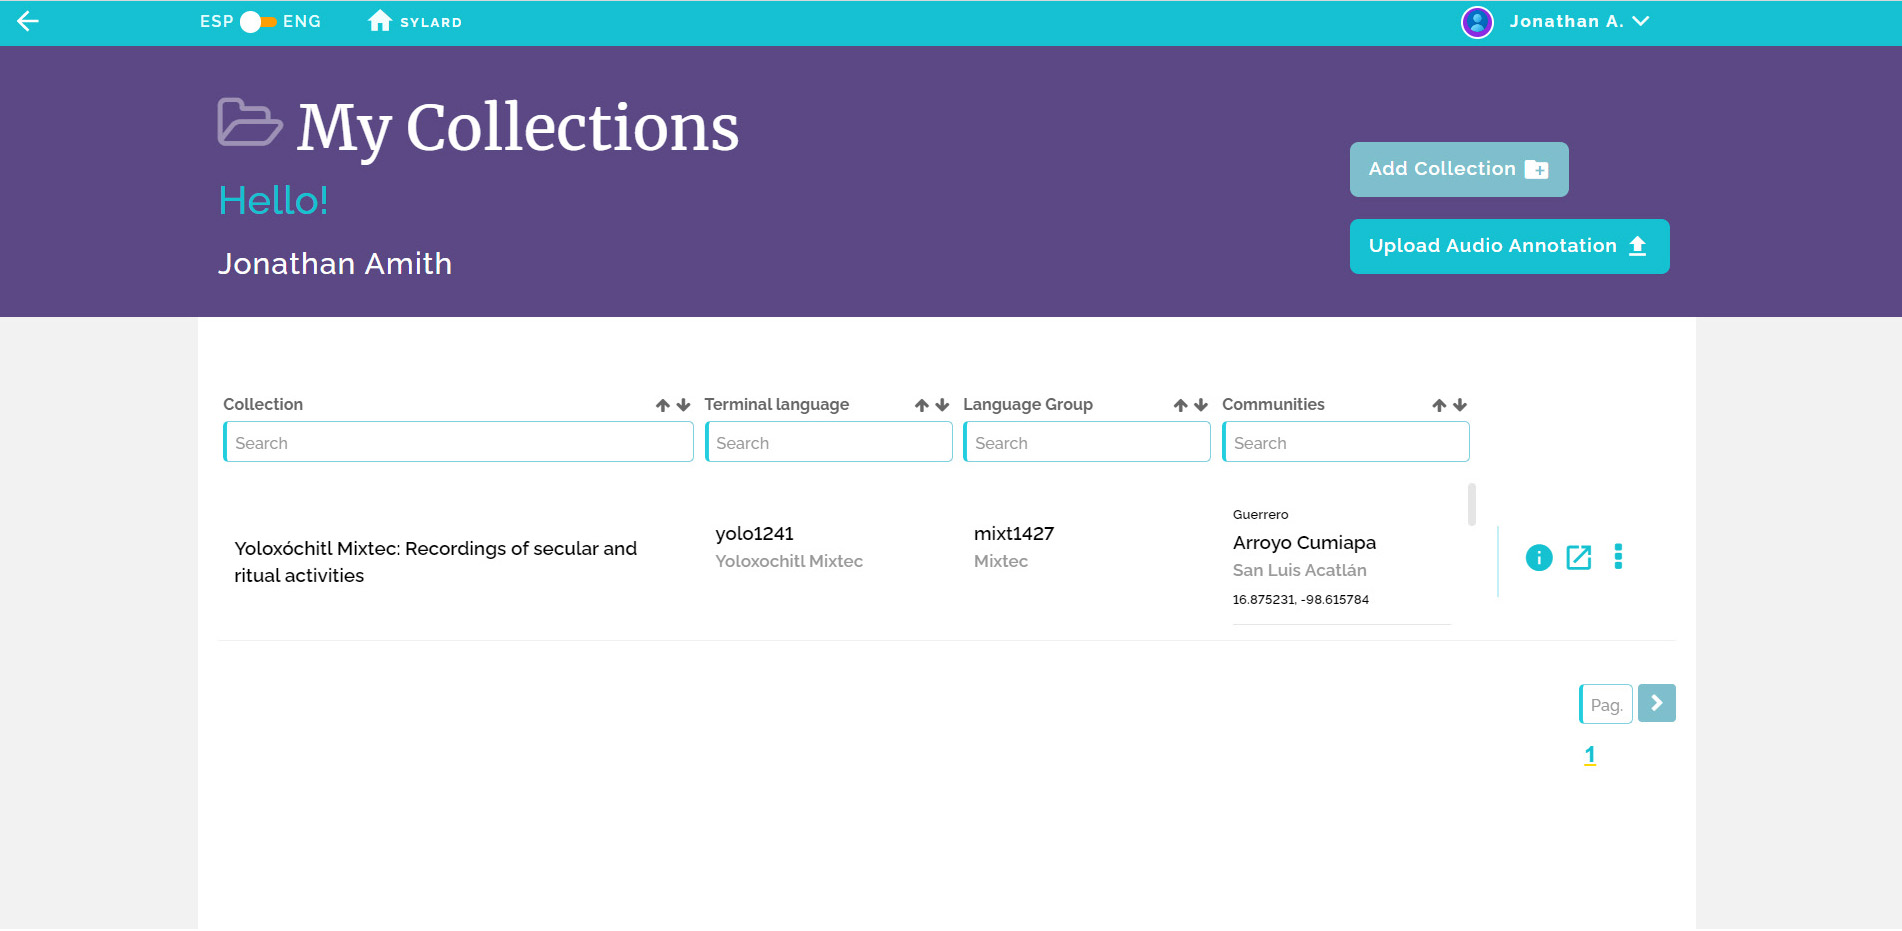 ESP ENG SYLARD Jonathan A.
My Collections
Hello!
Jonathan Amith
Add Collection
Upload Audio Annotation
Collection Terminal language Language Group Communities
Search Search Search Search
Yoloxóchitl Mixtec: Recordings of secular and
ritual activities
yolo1241
Yoloxochitl Mixtec
mixt1427
Mixtec
Guerrero
Arroyo Cumiapa
San Luis Acatlán
16.875231, -98.615784
Pag.
1